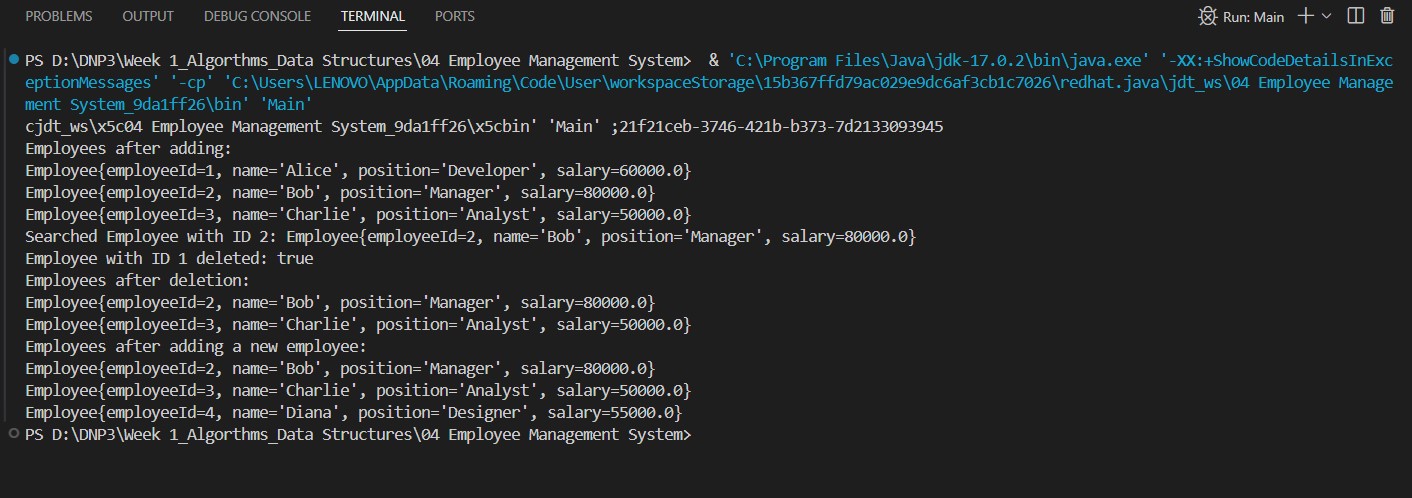 PROBLEMS OUTPUT DEBUG CONSOLE TERMINAL PORTS Run: Main
PS D:\DNP3\Week 1_Algorthms_Data Structures\04 Employee Management System>  & 'C:\Program Files\Java\jdk-17.0.2\bin\java.exe' '-XX:+ShowCodeDetailsInExc
eptionMessages' '-cp' 'C:\Users\LENOVO\AppData\Roaming\Code\User\workspaceStorage\15b367ffd79ac029e9dc6af3cb1c7026\redhat.java\jdt_ws\04 Employee Manage
ment System_9da1ff26\bin' 'Main'
cjdt_ws\x5c04 Employee Management System_9da1ff26\x5cbin' 'Main' ;21f21ceb-3746-421b-b373-7d2133093945
Employees after adding:
Employee{employeeId=1, name='Alice', position='Developer', salary=60000.0}
Employee{employeeId=2, name='Bob', position='Manager', salary=80000.0}
Employee{employeeId=3, name='Charlie', position='Analyst', salary=50000.0}
Searched Employee with ID 2: Employee{employeeId=2, name='Bob', position='Manager', salary=80000.0}
Employee with ID 1 deleted: true
Employees after deletion:
Employee{employeeId=2, name='Bob', position='Manager', salary=80000.0}
Employee{employeeId=3, name='Charlie', position='Analyst', salary=50000.0}
Employees after adding a new employee:
Employee{employeeId=2, name='Bob', position='Manager', salary=80000.0}
Employee{employeeId=3, name='Charlie', position='Analyst', salary=50000.0}
Employee{employeeId=4, name='Diana', position='Designer', salary=55000.0}
PS D:\DNP3\Week 1_Algorthms_Data Structures\04 Employee Management System>